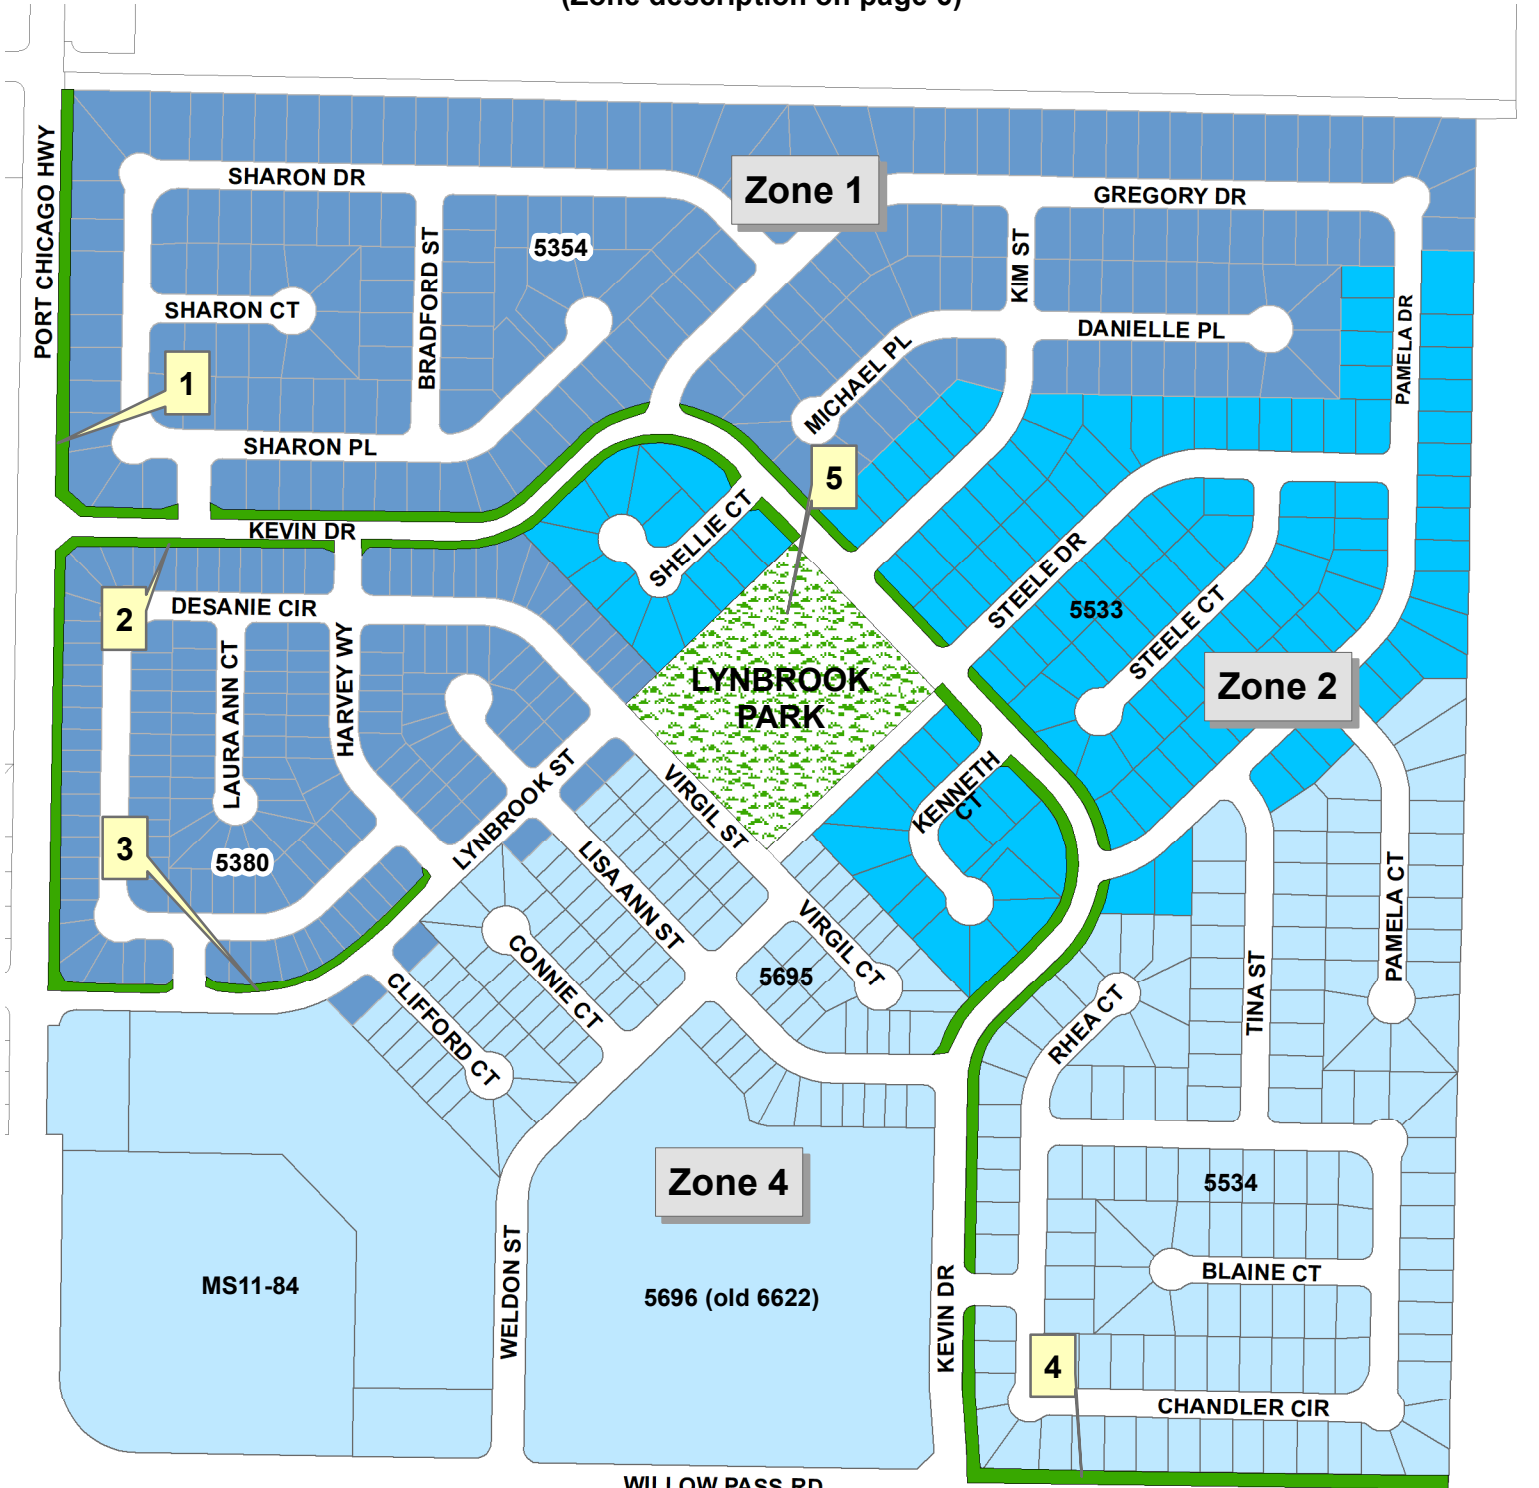 (Zone description on page 6)
PORT CHICAGO HWY
SHARON DR
Zone 1
GREGORY DR
BRADFORD ST
5354
KIM ST
SHARON CT
DANIELLE PL
PAMELA DR
MICHAEL PL
1
SHARON PL
5
KEVIN DR
SHELLIE CT
2
DESANIE CIR
STEELE DR
5533
STEELE CT
LAURA ANN CT
HARVEY WY
LYNBROOK
PARK
Zone 2
LYNBROOK ST
VIRGIL ST
KENNETH
CT
3
5380
LISA ANN ST
VIRGIL CT
PAMELA CT
CONNIE CT
5695
TINA ST
CLIFFORD CT
RHEA CT
Zone 4
5534
MS11-84
WELDON ST
5696 (old 6622)
KEVIN DR
BLAINE CT
4
CHANDLER CIR
WILLOW PASS RD